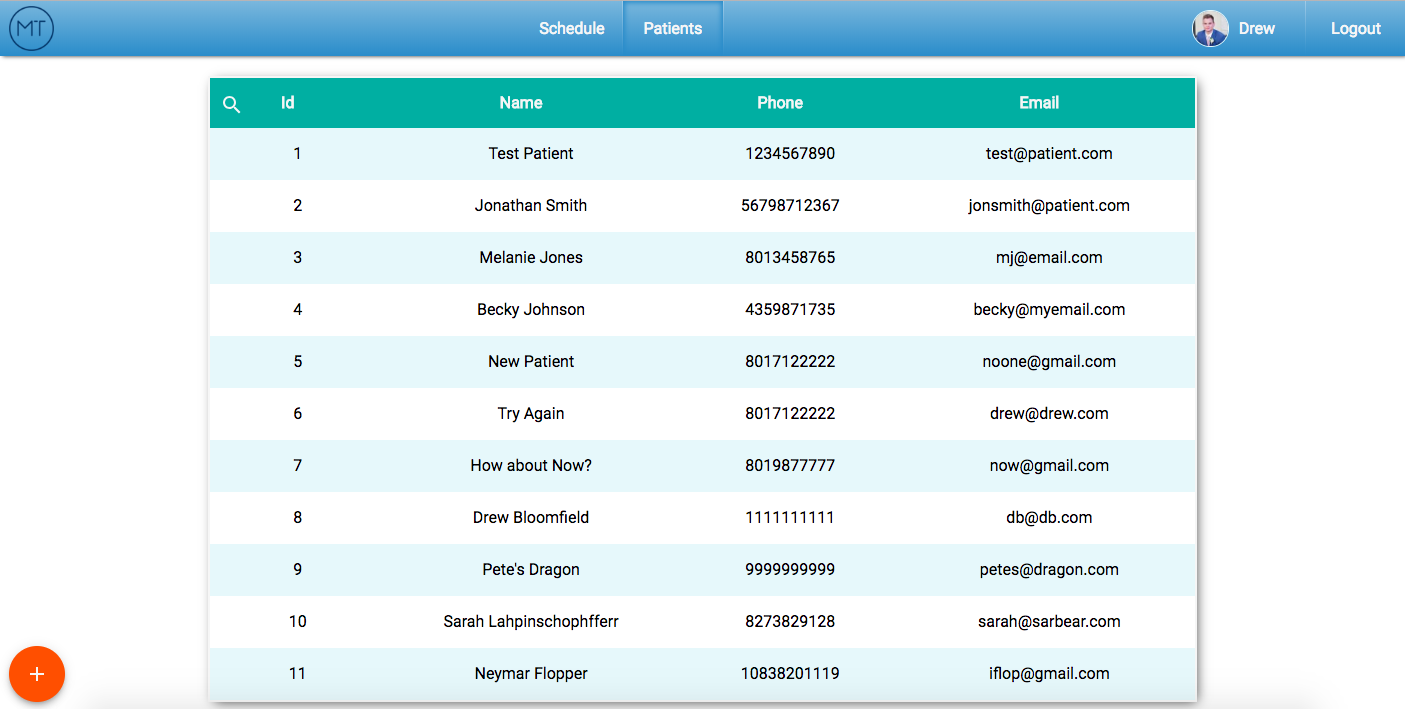 MT Schedule Patients Drew Logout
Id Name Phone Email
1 Test Patient 1234567890 test@patient.com
2 Jonathan Smith 56798712367 jonsmith@patient.com
3 Melanie Jones 8013458765 mj@email.com
4 Becky Johnson 4359871735 becky@myemail.com
5 New Patient 8017122222 noone@gmail.com
6 Try Again 8017122222 drew@drew.com
7 How about Now? 8019877777 now@gmail.com
8 Drew Bloomfield 1111111111 db@db.com
9 Pete's Dragon 9999999999 petes@dragon.com
10 Sarah Lahpinschophfferr 8273829128 sarah@sarbear.com
11 Neymar Flopper 10838201119 iflop@gmail.com
+